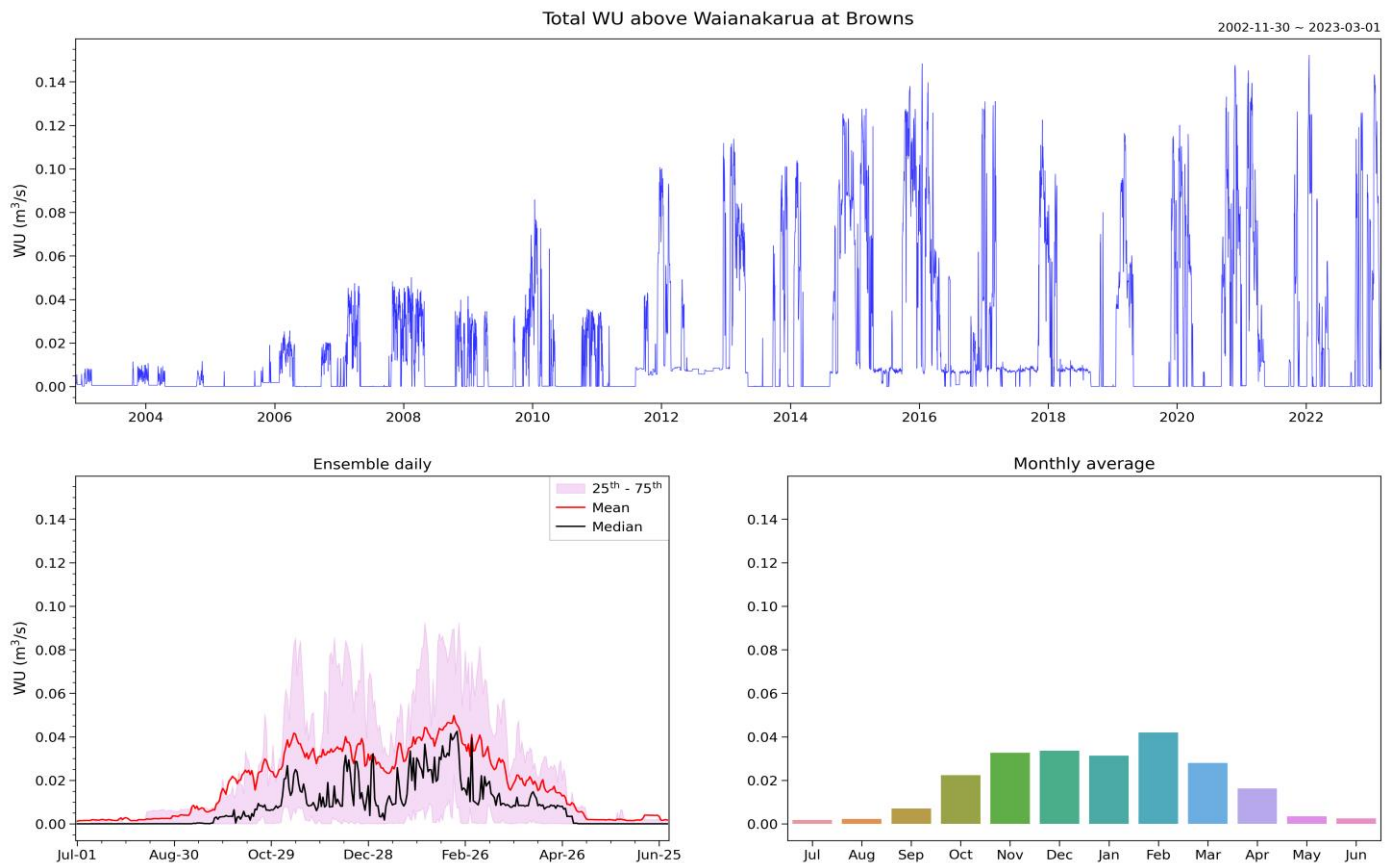 Total WU above Waianakarua at Browns
2002-11-30 ~ 2023-03-01
WU (m³/s)
0.14
0.12
0.10
0.08
0.06
0.04
0.02
0.00
2004 2006 2008 2010 2012 2014 2016 2018 2020 2022
Ensemble daily
25th - 75th
Mean
Median
WU (m³/s)
0.14
0.12
0.10
0.08
0.06
0.04
0.02
0.00
Jul-01 Aug-30 Oct-29 Dec-28 Feb-26 Apr-26 Jun-25
Monthly average
0.14
0.12
0.10
0.08
0.06
0.04
0.02
0.00
Jul Aug Sep Oct Nov Dec Jan Feb Mar Apr May Jun